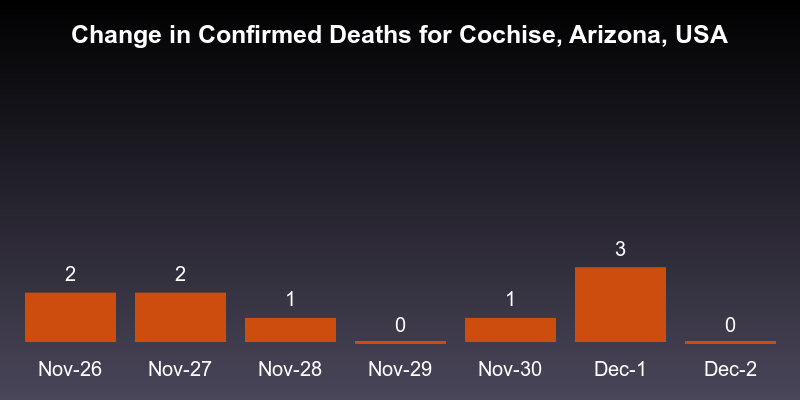 Change in Confirmed Deaths for Cochise, Arizona, USA
2 2 1 0 1 3 0
Nov-26 Nov-27 Nov-28 Nov-29 Nov-30 Dec-1 Dec-2